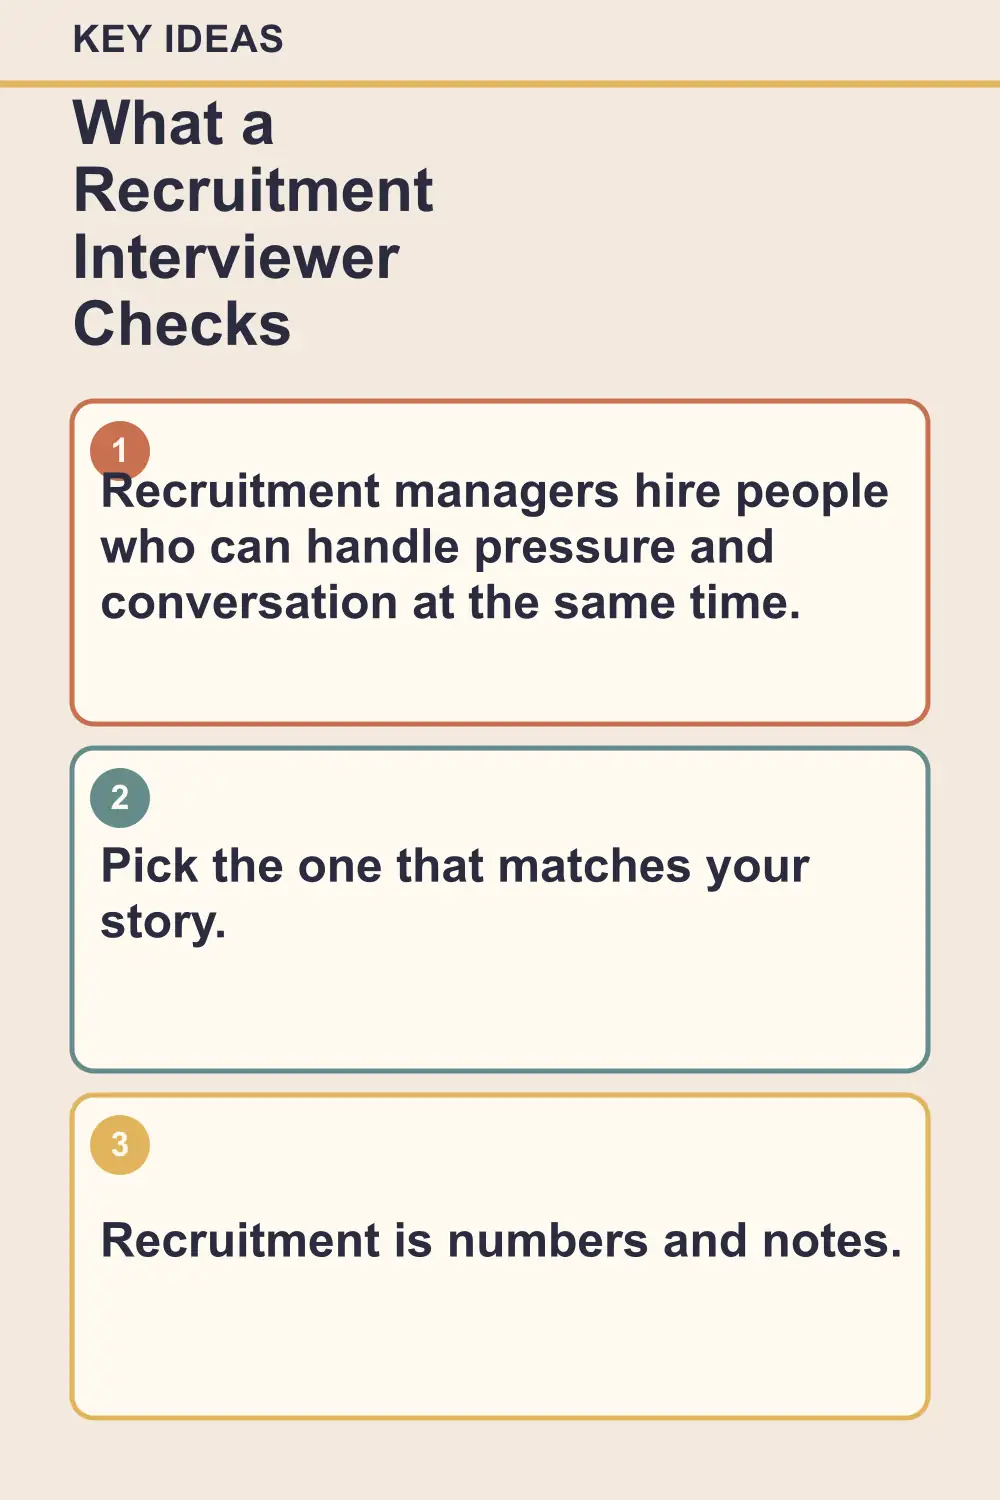 KEY IDEAS
What a
Recruitment
Interviewer
Checks
1
Recruitment managers hire people
who can handle pressure and
conversation at the same time.
2
Pick the one that matches your
story.
3
Recruitment is numbers and notes.